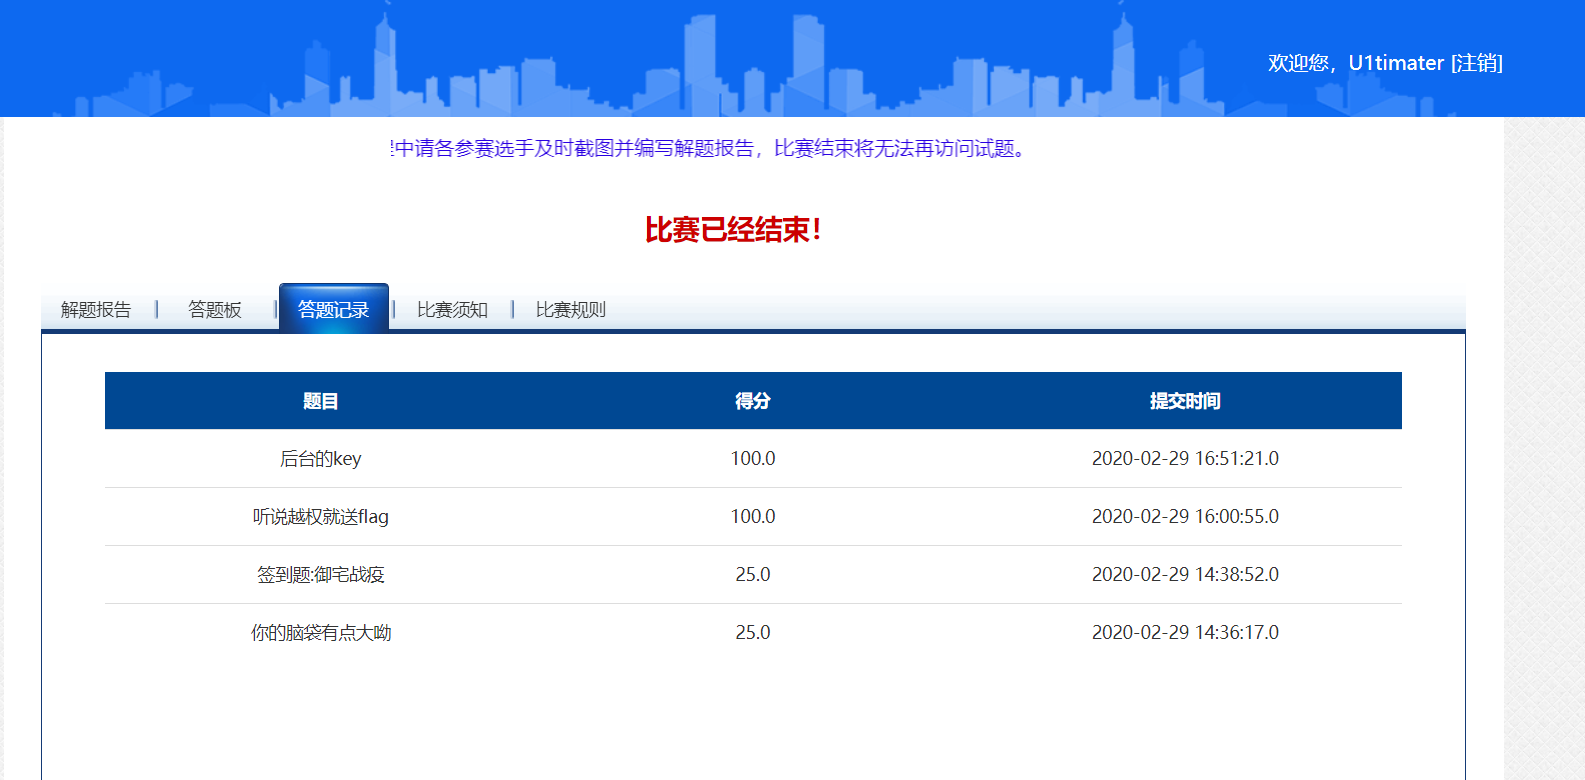 欢迎您，U1timater [注销]
中请各参赛选手及时截图并编写解题报告，比赛结束将无法再访问试题。
比赛已经结束！
解题报告 答题板 答题记录 比赛须知 比赛规则
题目 得分 提交时间
后台的key 100.0 2020-02-29 16:51:21.0
听说越权就送flag 100.0 2020-02-29 16:00:55.0
签到题:御宅战疫 25.0 2020-02-29 14:38:52.0
你的脑袋有点大呦 25.0 2020-02-29 14:36:17.0